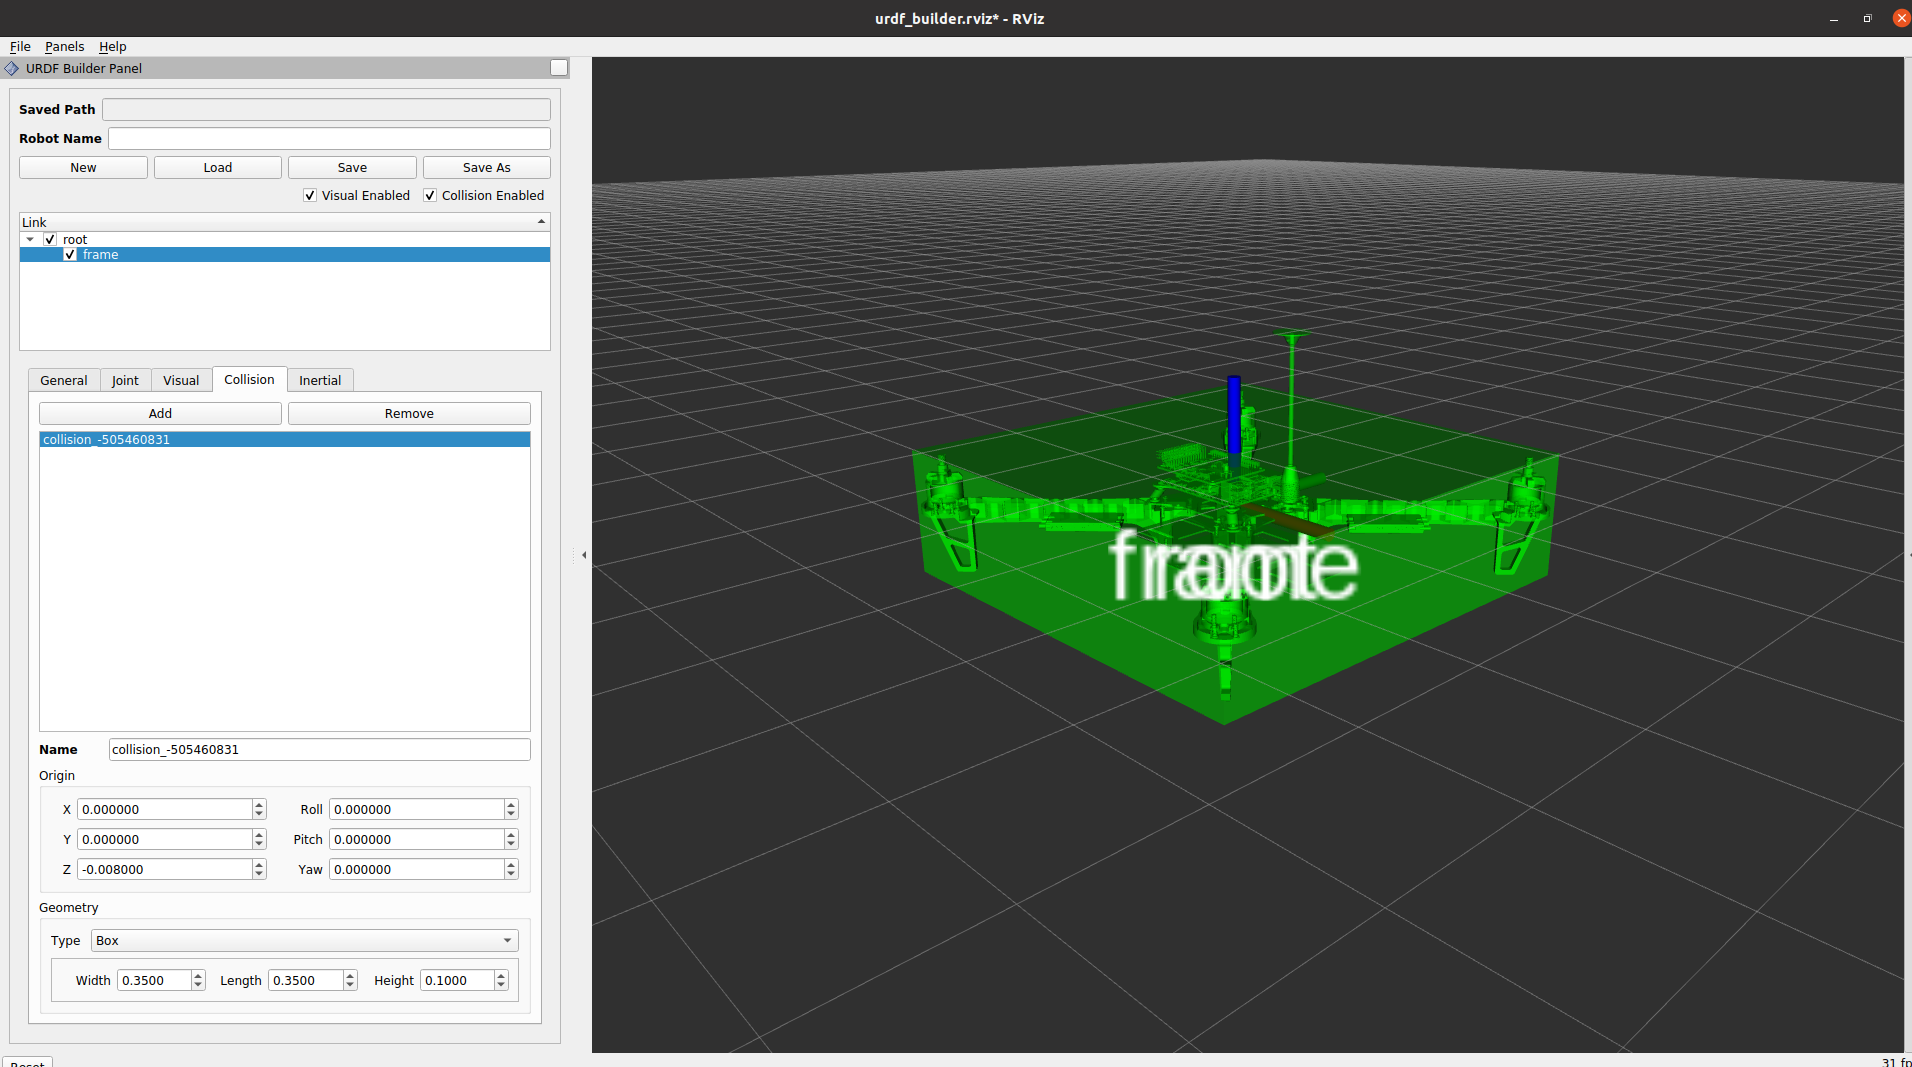 urdf_builder.rviz* - RViz
File Panels Help
URDF Builder Panel
Saved Path
Robot Name
New Load Save Save As
Visual Enabled Collision Enabled
Link
root
frame
General Joint Visual Collision Inertial
Add Remove
collision_-505460831
Name collision_-505460831
Origin
X 0.000000 Roll 0.000000
Y 0.000000 Pitch 0.000000
Z -0.008000 Yaw 0.000000
Geometry
Type Box
Width 0.3500 Length 0.3500 Height 0.1000
frame
root
Reset
31 fp